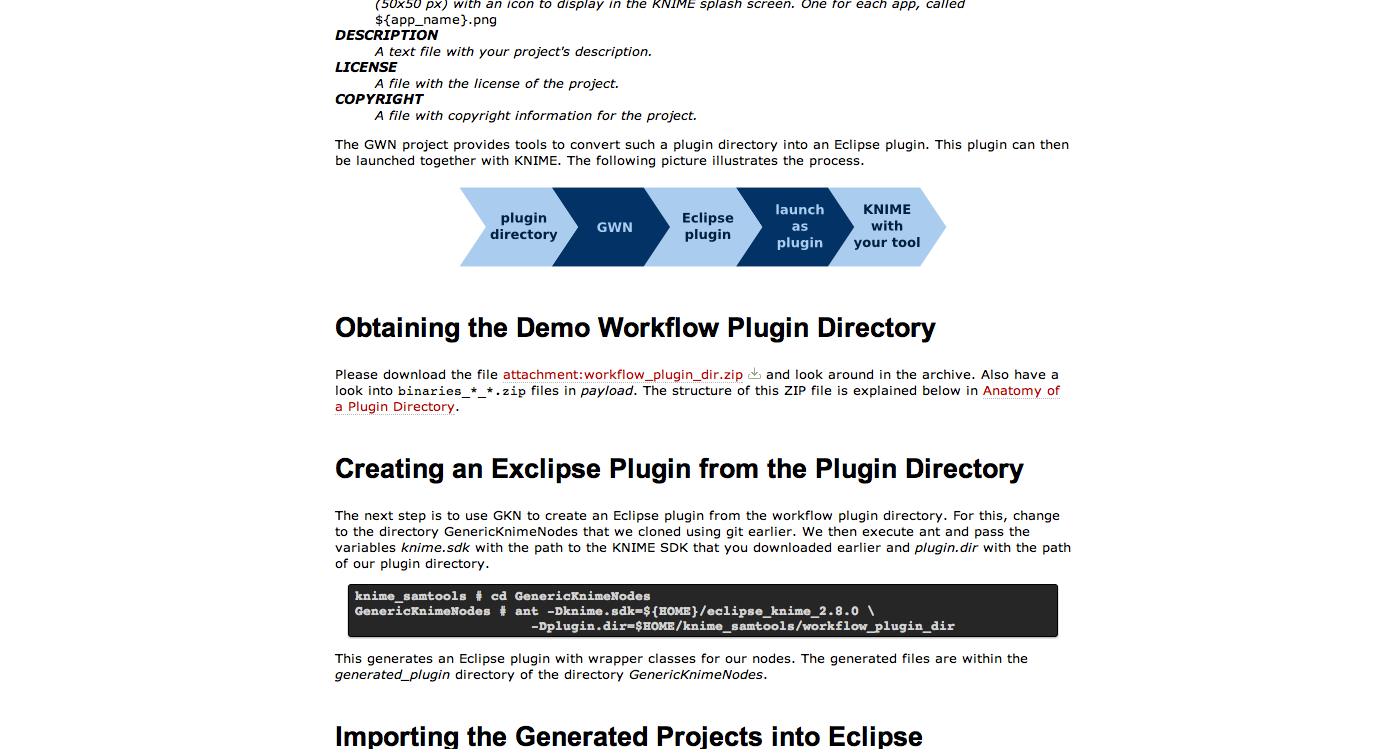 (50x50 px) with an icon to display in the KNIME splash screen. One for each app, called
${app_name}.png
DESCRIPTION
A text file with your project's description.
LICENSE
A file with the license of the project.
COPYRIGHT
A file with copyright information for the project.
The GWN project provides tools to convert such a plugin directory into an Eclipse plugin. This plugin can then
be launched together with KNIME. The following picture illustrates the process.
plugin
directory
GWN
Eclipse
plugin
launch
as
plugin
KNIME
with
your tool
Obtaining the Demo Workflow Plugin Directory
Please download the file attachment:workflow_plugin_dir.zip and look around in the archive. Also have a
look into binaries_*_*.zip files in payload. The structure of this ZIP file is explained below in Anatomy of
a Plugin Directory.
Creating an Exclipse Plugin from the Plugin Directory
The next step is to use GKN to create an Eclipse plugin from the workflow plugin directory. For this, change
to the directory GenericKnimeNodes that we cloned using git earlier. We then execute ant and pass the
variables knime.sdk with the path to the KNIME SDK that you downloaded earlier and plugin.dir with the path
of our plugin directory.
knime_samtools # cd GenericKnimeNodes
GenericKnimeNodes # ant -Dknime.sdk=${HOME}/eclipse_knime_2.8.0 \
-Dplugin.dir=$HOME/knime_samtools/workflow_plugin_dir
This generates an Eclipse plugin with wrapper classes for our nodes. The generated files are within the
generated_plugin directory of the directory GenericKnimeNodes.
Importing the Generated Projects into Eclipse